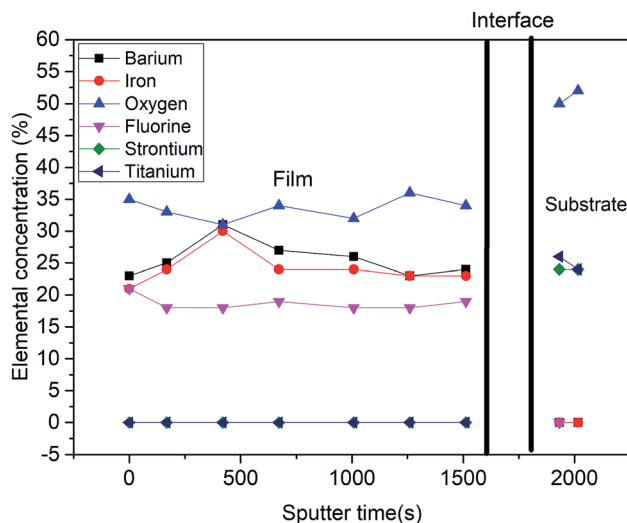 Interface
60
55
50
45
40
35
30
25
20
15
10
5
0
-5
Elemental concentration (%)
Barium
Iron
Oxygen
Fluorine
Strontium
Titanium
Film
Substrate
0
500
1000
1500
2000
Sputter time(s)